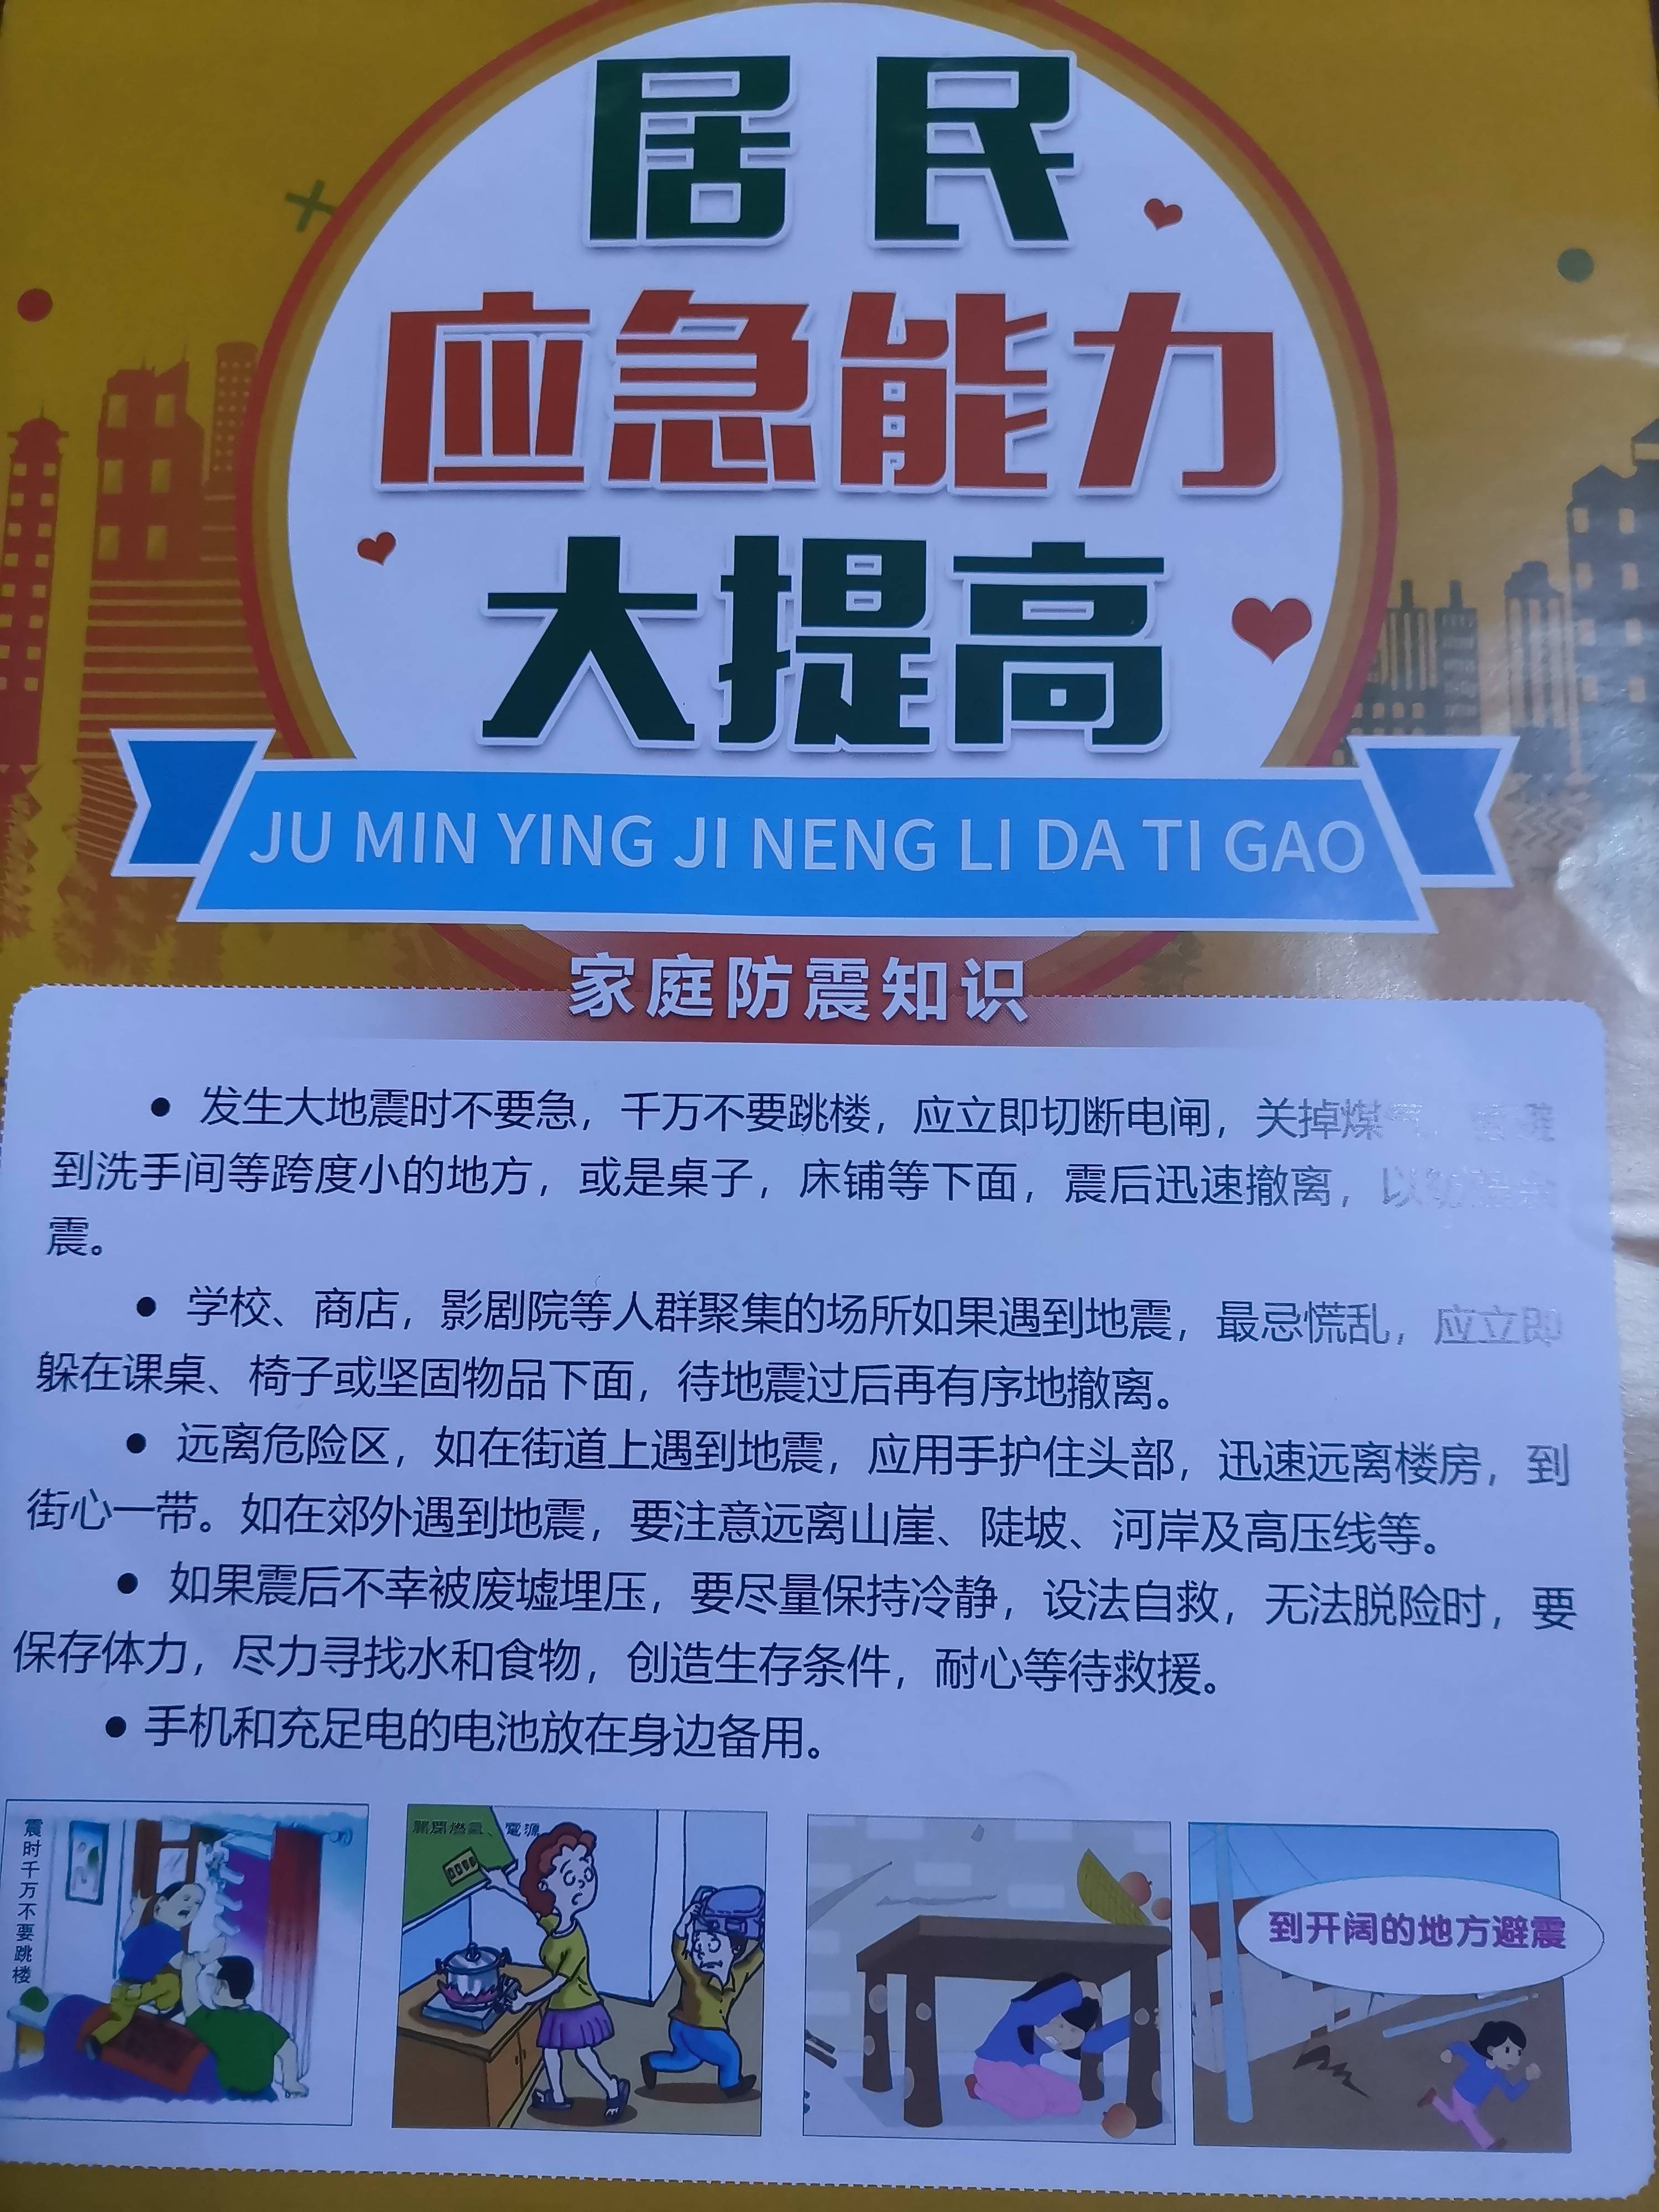 居民
应急能力
大提高
JU MIN YING JI NENG LI DA TI GAO
家庭防震知识
● 发生大地震时不要急，千万不要跳楼，应立即切断电闸，关掉煤
到洗手间等跨度小的地方，或是桌子，床铺等下面，震后迅速撤离，以
震。
● 学校、商店，影剧院等人群聚集的场所如果遇到地震，最忌慌乱，应立即
躲在课桌、椅子或坚固物品下面，待地震过后再有序地撤离。
● 远离危险区，如在街道上遇到地震，应用手护住头部，迅速远离楼房，到
街心一带。如在郊外遇到地震，要注意远离山崖、陡坡、河岸及高压线等。
● 如果震后不幸被废墟埋压，要尽量保持冷静，设法自救，无法脱险时，要
保存体力，尽力寻找水和食物，创造生存条件，耐心等待救援。
● 手机和充足电的电池放在身边备用。
震时千万不要跳楼
關閉燃氣、電源
到开阔的地方避震